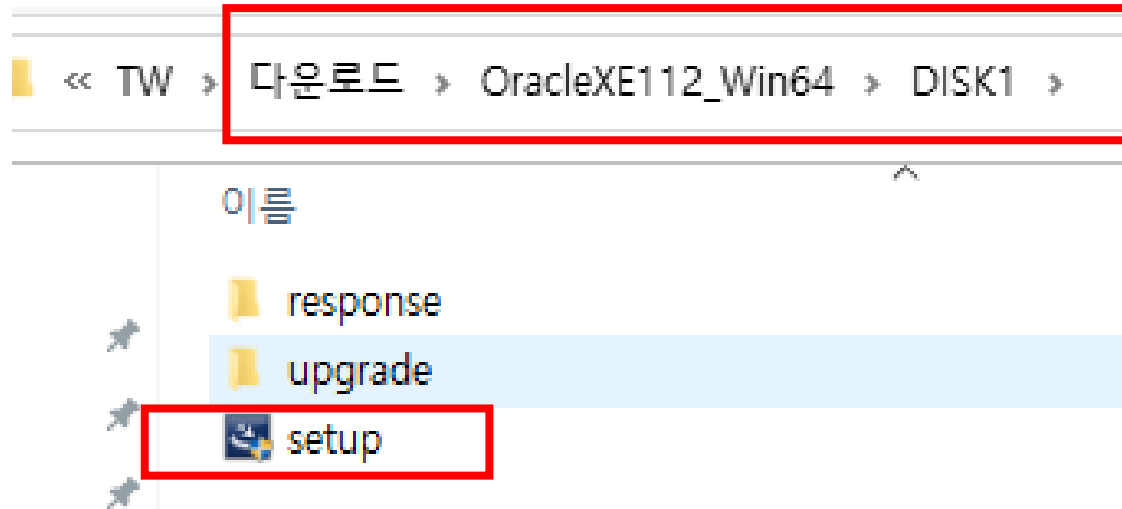 « TW > 다운로드 > OracleXE112_Win64 > DISK1 >
이름
response
upgrade
setup